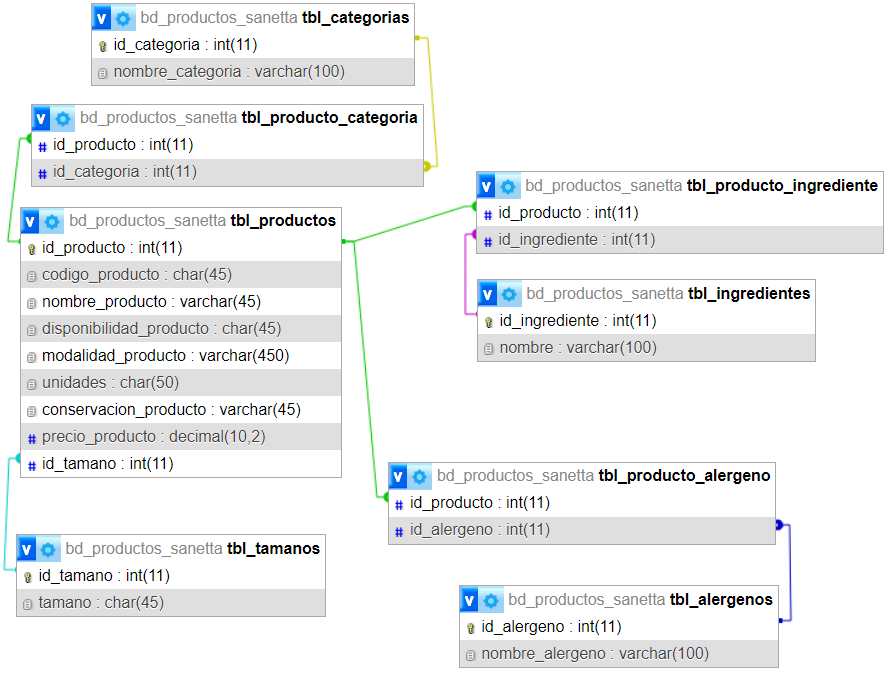 v bd_productos_sanetta tbl_categorias
id_categoria : int(11)
nombre_categoria : varchar(100)
v bd_productos_sanetta tbl_producto_categoria
# id_producto : int(11)
# id_categoria : int(11)
v bd_productos_sanetta tbl_productos
id_producto : int(11)
codigo_producto : char(45)
nombre_producto : varchar(45)
disponibilidad_producto : char(45)
modalidad_producto : varchar(450)
unidades : char(50)
conservacion_producto : varchar(45)
# precio_producto : decimal(10,2)
# id_tamano : int(11)
v bd_productos_sanetta tbl_tamanos
id_tamano : int(11)
tamano : char(45)
v bd_productos_sanetta tbl_producto_ingrediente
# id_producto : int(11)
# id_ingrediente : int(11)
v bd_productos_sanetta tbl_ingredientes
id_ingrediente : int(11)
nombre : varchar(100)
v bd_productos_sanetta tbl_producto_alergeno
# id_producto : int(11)
# id_alergeno : int(11)
v bd_productos_sanetta tbl_alergenos
id_alergeno : int(11)
nombre_alergeno : varchar(100)